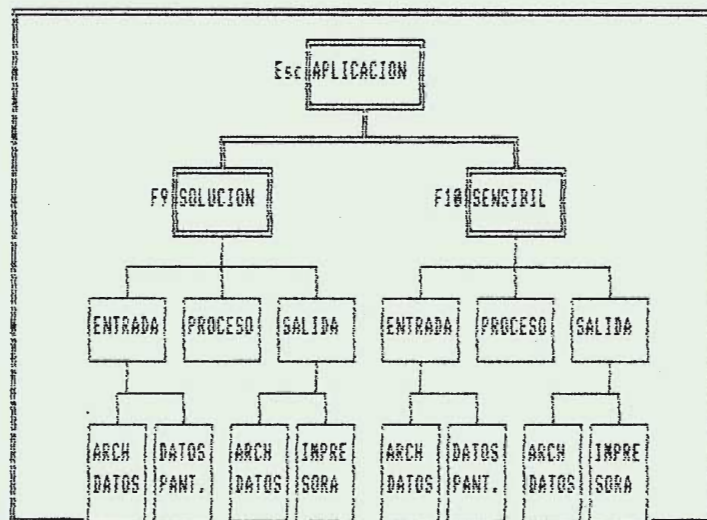 Esc APLICACION
F9 SOLUCION F10 SENSIBIL
ENTRADA PROCESO SALIDA ENTRADA PROCESO SALIDA
ARCH DATOS ARCH IMPRE ARCH DATOS ARCH IMPRE
DATOS PANT. DATOS SORA DATOS PANT. DATOS SORA